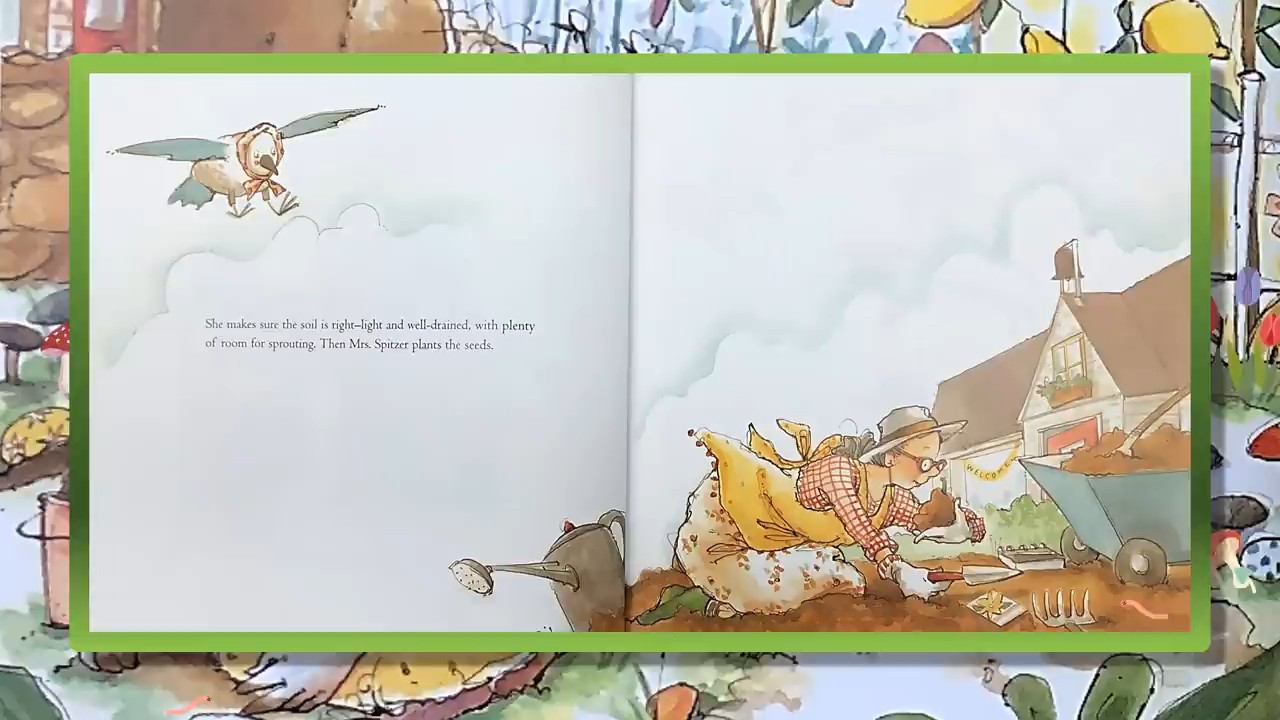 She makes sure the soil is right–light and well-drained, with plenty
of room for sprouting. Then Mrs. Spitzer plants the seeds.
WELCOME